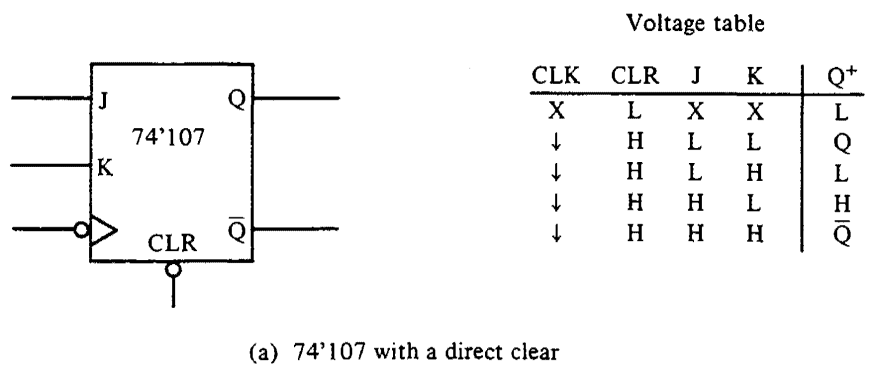 Voltage table
CLK CLR J K Q⁺
X L X X L
↓ H L L Q
↓ H L H L
↓ H H L H
↓ H H H Q̅
J Q
74'107
K
CLR Q̅
(a) 74'107 with a direct clear